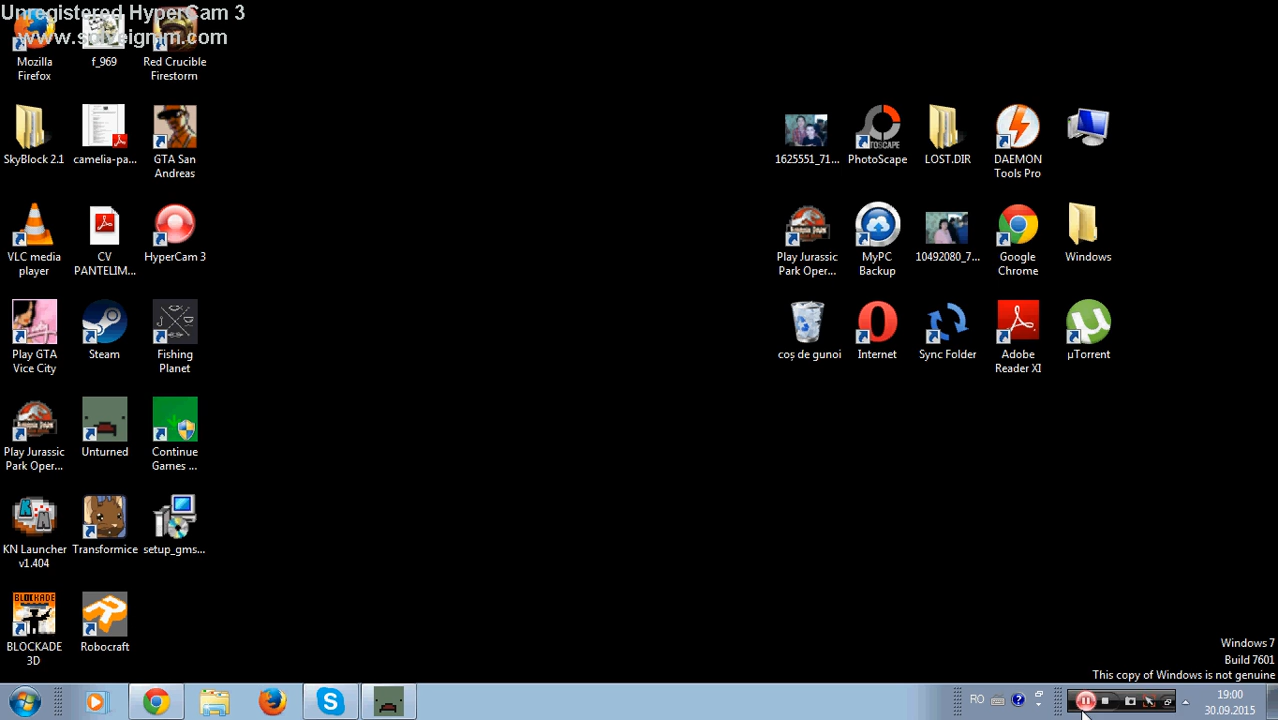 Unregistered HyperCam 3
www.solveigmm.com
Mozilla
Firefox
f_969
Red Crucible
Firestorm
SkyBlock 2.1
camelia-pa...
GTA San
Andreas
1625551_71...
PhotoScape
LOST.DIR
DAEMON
Tools Pro
VLC media
player
CV
PANTELIM...
HyperCam 3
Play Jurassic
Park Oper...
MyPC
Backup
10492080_7...
Google
Chrome
Windows
Play GTA
Vice City
Steam
Fishing
Planet
coș de gunoi
Internet
Sync Folder
Adobe
Reader XI
µTorrent
Play Jurassic
Park Oper...
Unturned
Continue
Games ...
KN Launcher
v1.404
Transformice
setup_gms...
BLOCKADE
BLOCKADE
3D
Robocraft
Windows 7
Build 7601
This copy of Windows is not genuine
RO
19:00
30.09.2015